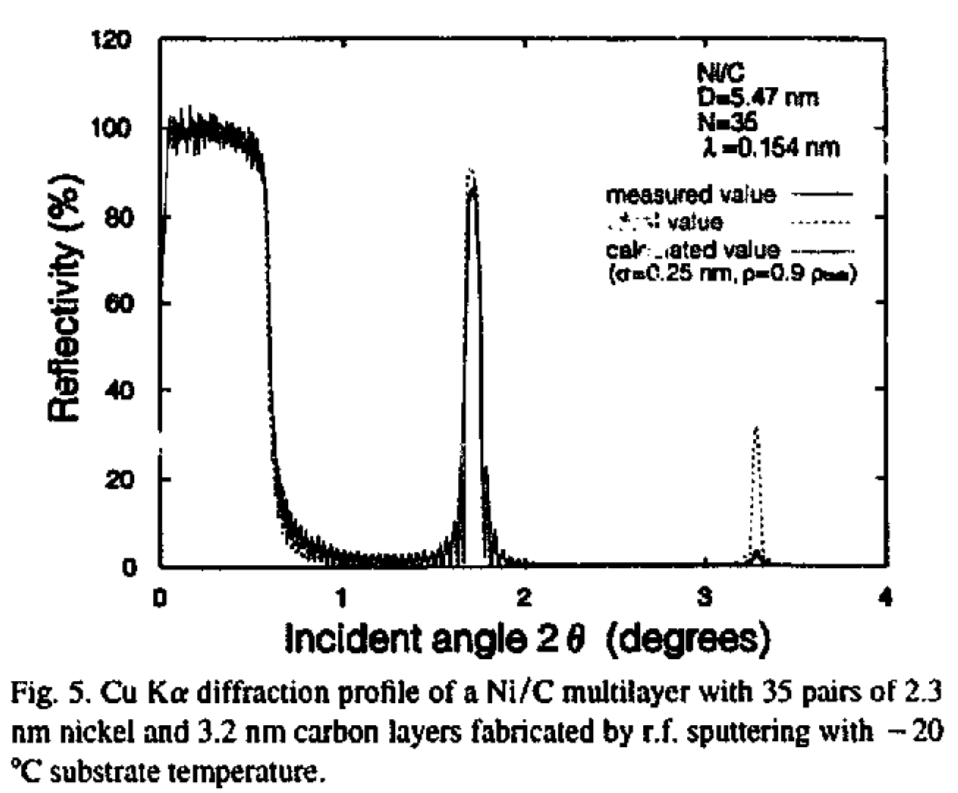 120
100
80
60
40
20
0
Reflectivity (%)
Ni/C
D=5.47 nm
N=35
λ=0.154 nm
measured value
value
value
(σ=0.25 nm, ρ=0.9
0 1 2 3 4
Incident angle 2 θ (degrees)
Fig. 5. Cu Kα diffraction profile of a Ni/C multilayer with 35 pairs of 2.3
nm nickel and 3.2 nm carbon layers fabricated by r.f. sputtering with −20
°C substrate temperature.